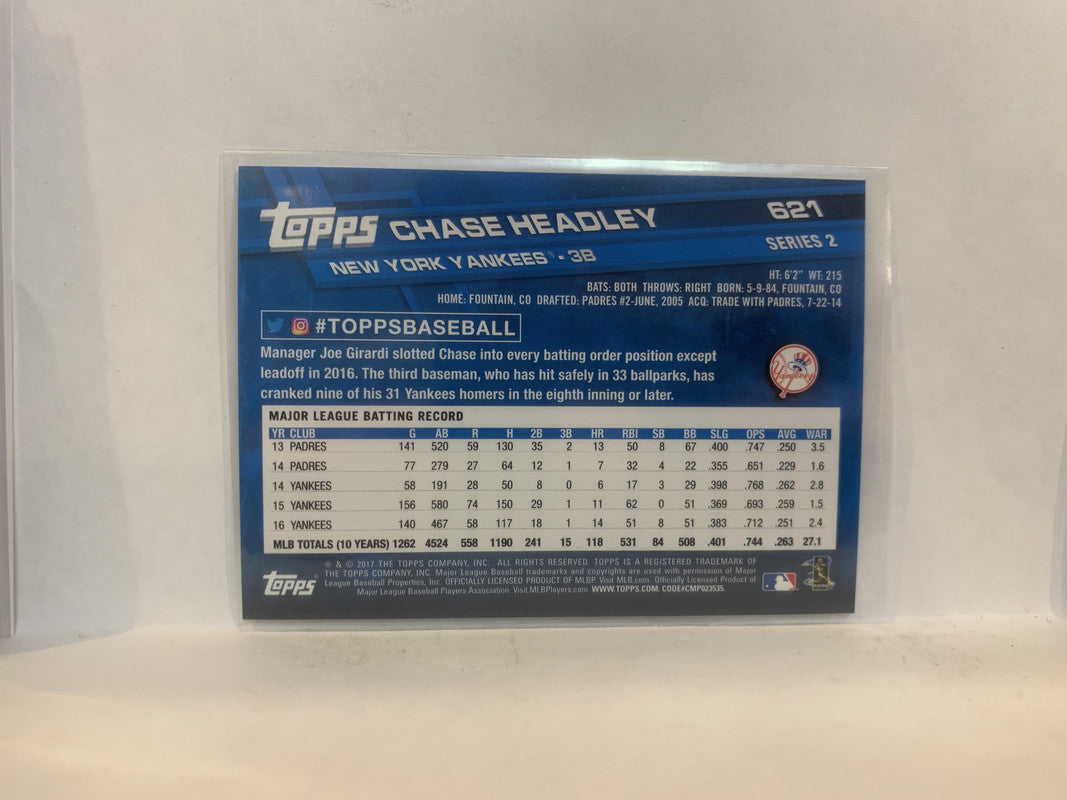 topps CHASE HEADLEY 621
NEW YORK YANKEES® - 3B SERIES 2
HT: 6'2" WT: 215
BATS: BOTH THROWS: RIGHT BORN: 5-9-84, FOUNTAIN, CO
HOME: FOUNTAIN, CO DRAFTED: PADRES #2-JUNE, 2005 ACQ: TRADE WITH PADRES, 7-22-14
#TOPPSBASEBALL
Manager Joe Girardi slotted Chase into every batting order position except
leadoff in 2016. The third baseman, who has hit safely in 33 ballparks, has
cranked nine of his 31 Yankees homers in the eighth inning or later.
Yankees
MAJOR LEAGUE BATTING RECORD
YR CLUB G AB R H 2B 3B HR RBI SB BB SLG OPS AVG WAR
13 PADRES 141 520 59 130 35 2 13 50 8 67 .400 .747 .250 3.5
14 PADRES 77 279 27 64 12 1 7 32 4 22 .355 .651 .229 1.6
14 YANKEES 58 191 28 50 8 0 6 17 3 29 .398 .768 .262 2.8
15 YANKEES 156 580 74 150 29 1 11 62 0 51 .369 .693 .259 1.5
16 YANKEES 140 467 58 117 18 1 14 51 8 51 .383 .712 .251 2.4
MLB TOTALS (10 YEARS) 1262 4524 558 1190 241 15 118 531 84 508 .401 .744 .263 27.1
® & © 2017 THE TOPPS COMPANY, INC. ALL RIGHTS RESERVED. TOPPS IS A REGISTERED TRADEMARK OF
THE TOPPS COMPANY, INC. Major League Baseball trademarks and copyrights are used with permission of Major
League Baseball Properties, Inc. OFFICIALLY LICENSED PRODUCT OF MLBP Visit MLB.com Officially Licensed Product of
Major League Baseball Players Association. Visit MLBPlayers.com. WWW.TOPPS.COM. CODE#CMP023535.
topps